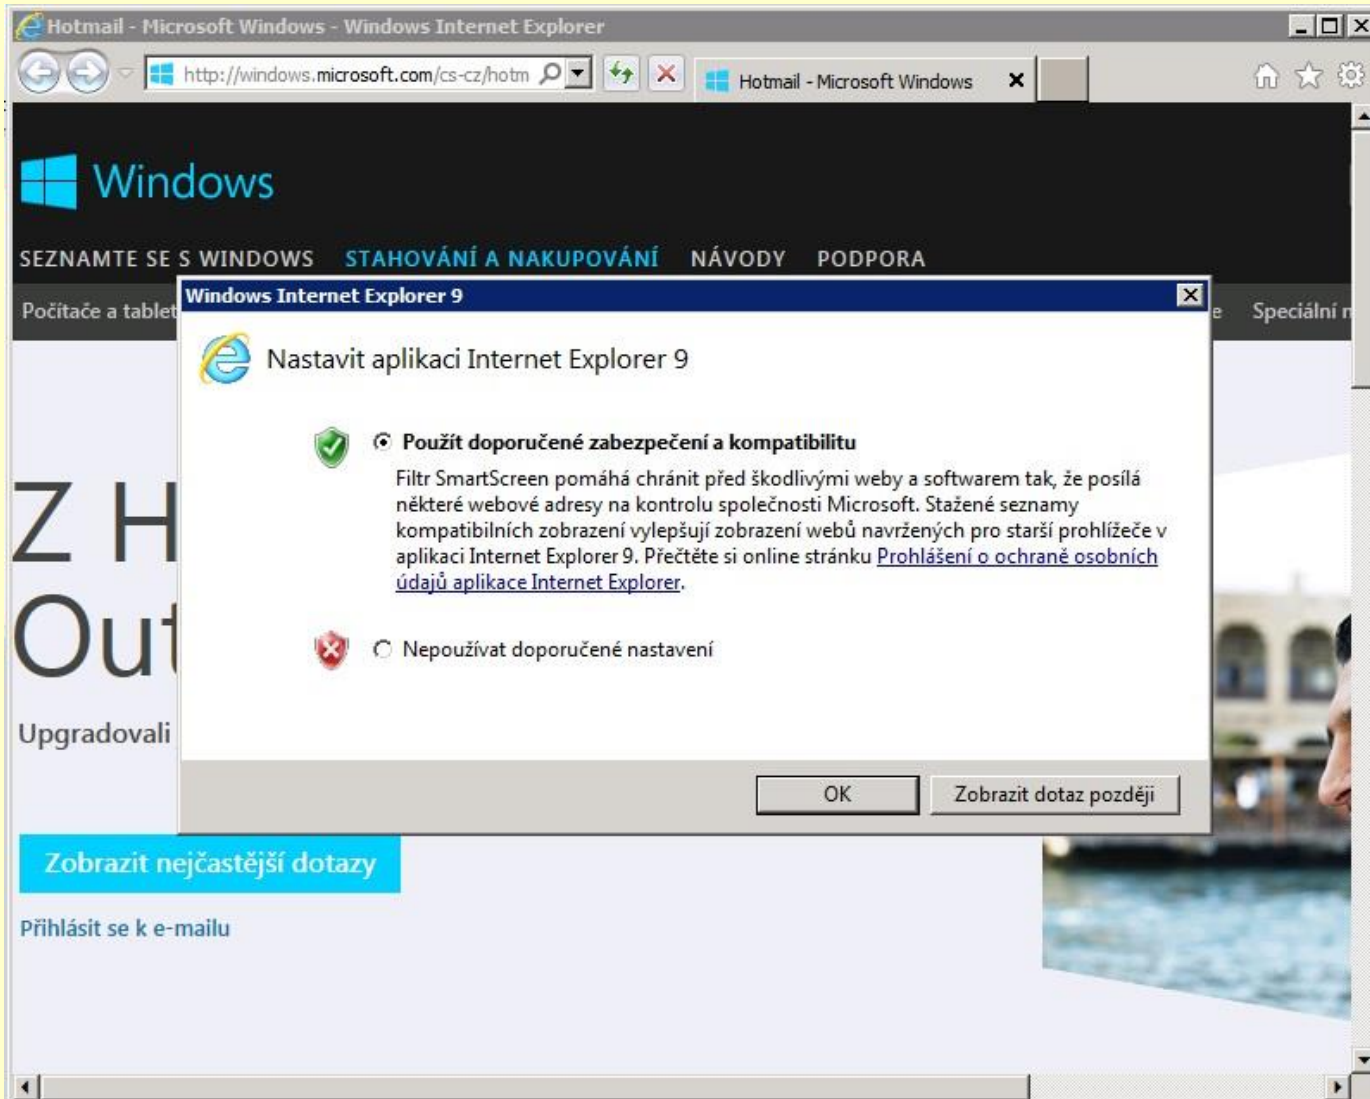 Hotmail - Microsoft Windows - Windows Internet Explorer
http://windows.microsoft.com/cs-cz/hotm
Hotmail - Microsoft Windows
Windows
SEZNAMTE SE S WINDOWS STAHOVÁNÍ A NAKUPOVÁNÍ NÁVODY PODPORA
Počítače a tablet
e Speciální n
Windows Internet Explorer 9
Nastavit aplikaci Internet Explorer 9
Použít doporučené zabezpečení a kompatibilitu
Filtr SmartScreen pomáhá chránit před škodlivými weby a softwarem tak, že posílá
některé webové adresy na kontrolu společnosti Microsoft. Stažené seznamy
kompatibilních zobrazení vylepšují zobrazení webů navržených pro starší prohlížeče v
aplikaci Internet Explorer 9. Přečtěte si online stránku Prohlášení o ochraně osobních
údajů aplikace Internet Explorer.
Nepoužívat doporučené nastavení
OK Zobrazit dotaz později
Z H
Out
Upgradovali
Zobrazit nejčastější dotazy
Přihlásit se k e-mailu